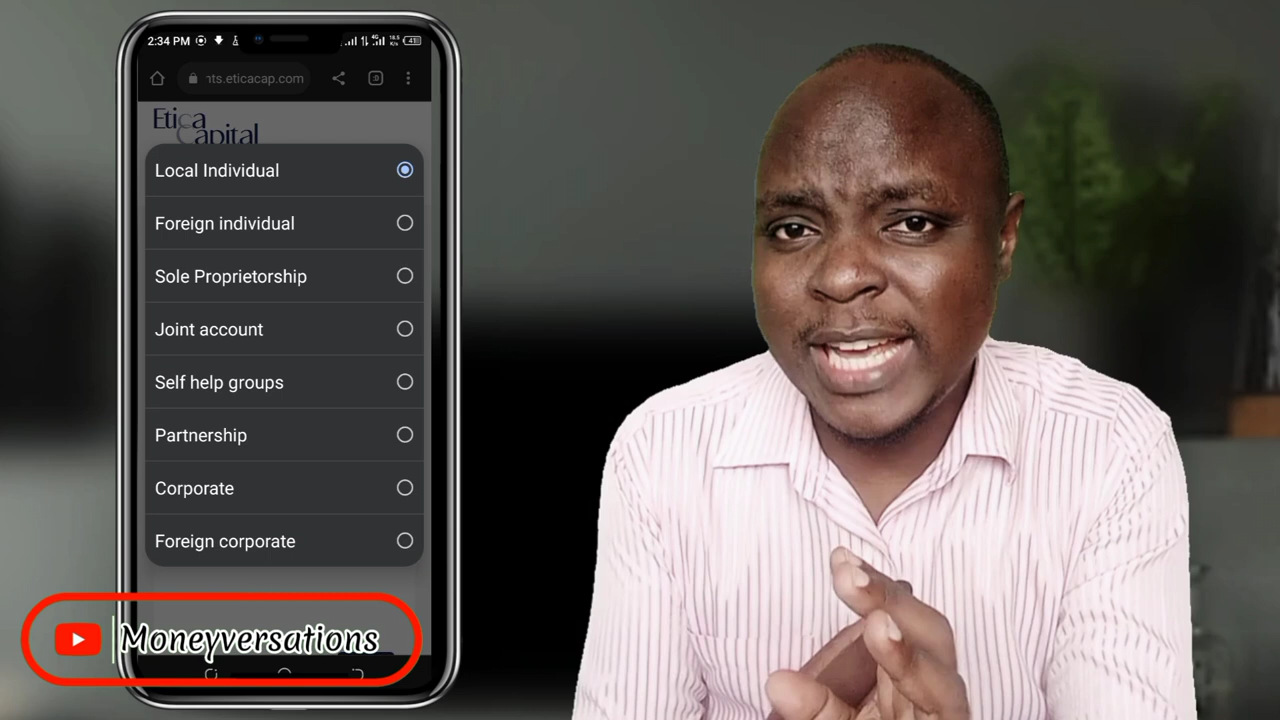 2:34 PM
nts.eticacap.com
Etica
Capital
Local Individual
Foreign individual
Sole Proprietorship
Joint account
Self help groups
Partnership
Corporate
Foreign corporate
Moneyversations